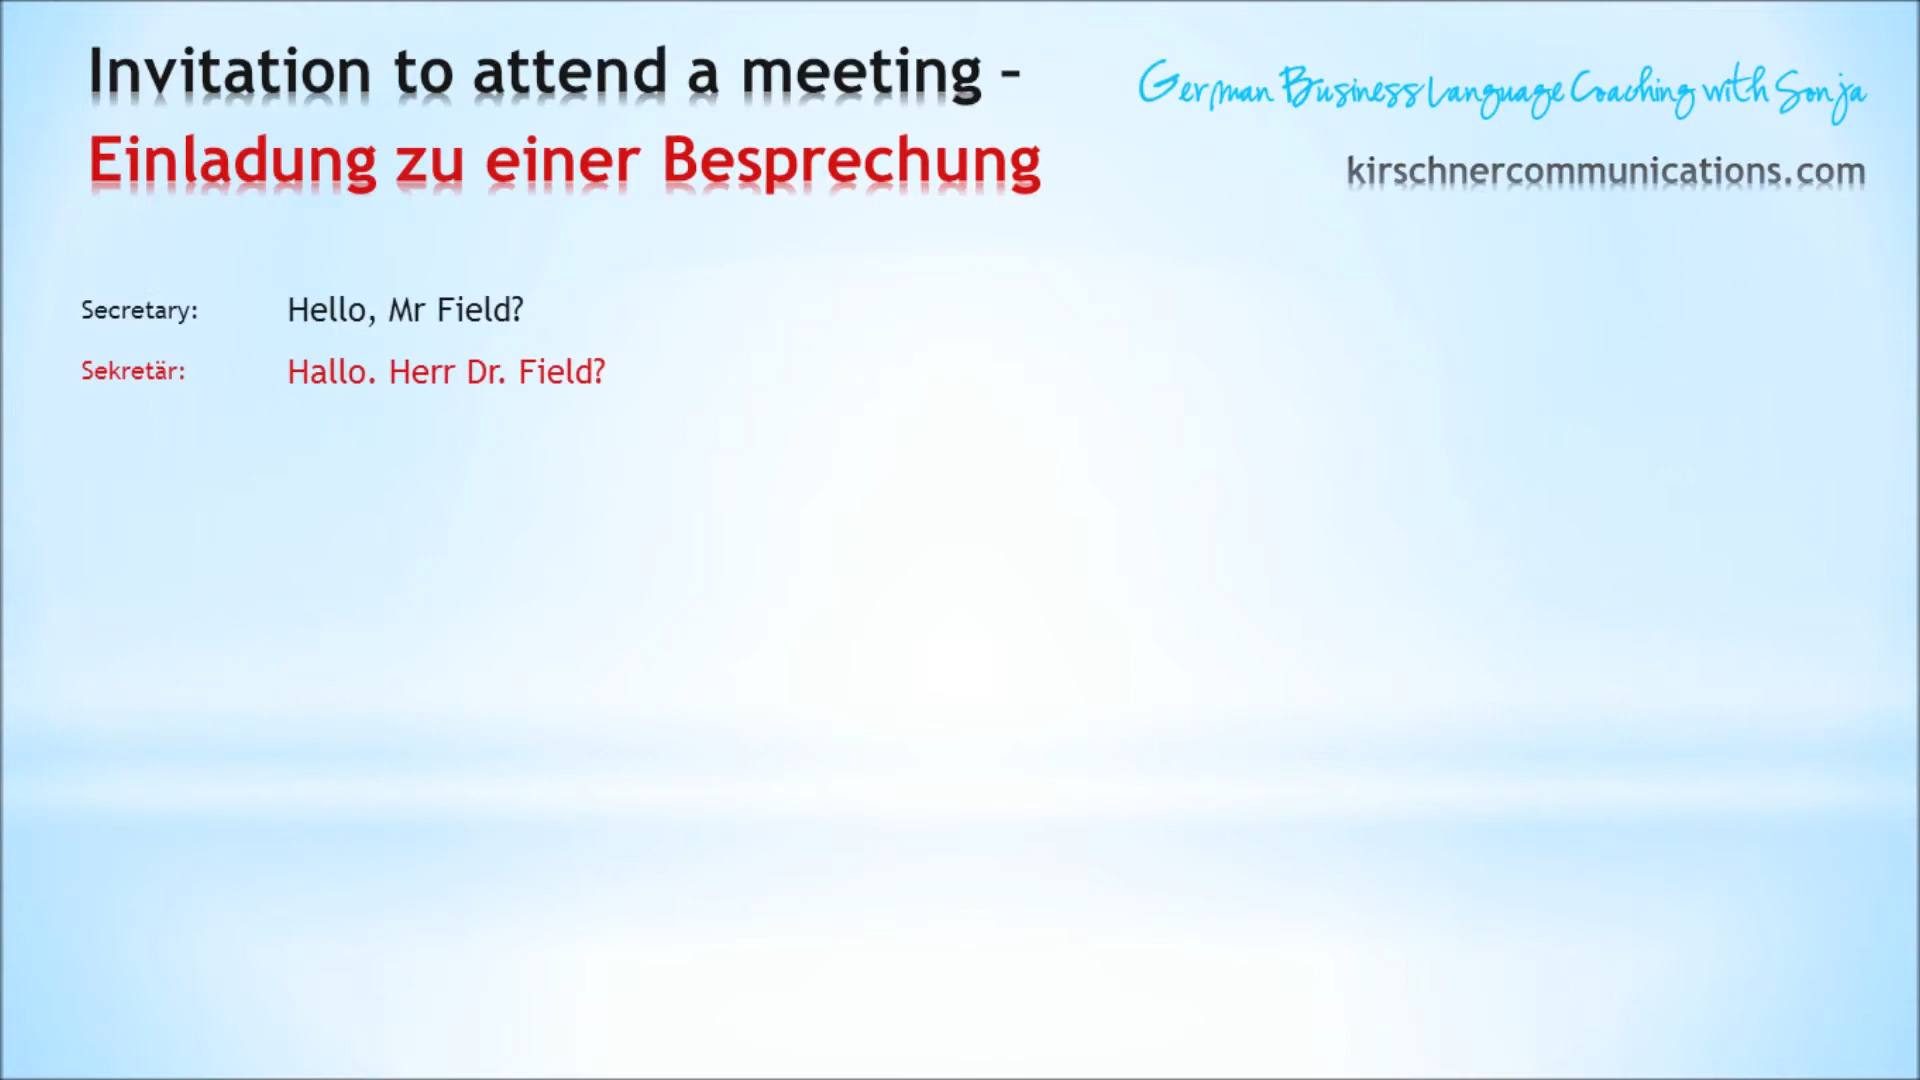 Invitation to attend a meeting –
Einladung zu einer Besprechung
German Business Language Coaching with Sonja
kirschnercommunications.com
Secretary: Hello, Mr Field?
Sekretär: Hallo. Herr Dr. Field?